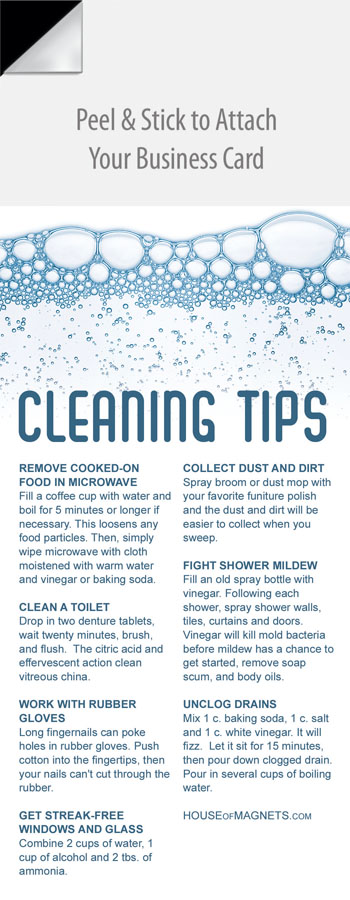 Peel & Stick to Attach
Your Business Card
CLEANING TIPS
REMOVE COOKED-ON
FOOD IN MICROWAVE
Fill a coffee cup with water and
boil for 5 minutes or longer if
necessary. This loosens any
food particles. Then, simply
wipe microwave with cloth
moistened with warm water
and vinegar or baking soda.
CLEAN A TOILET
Drop in two denture tablets,
wait twenty minutes, brush,
and flush. The citric acid and
effervescent action clean
vitreous china.
WORK WITH RUBBER
GLOVES
Long fingernails can poke
holes in rubber gloves. Push
cotton into the fingertips, then
your nails can't cut through the
rubber.
GET STREAK-FREE
WINDOWS AND GLASS
Combine 2 cups of water, 1
cup of alcohol and 2 tbs. of
ammonia.
COLLECT DUST AND DIRT
Spray broom or dust mop with
your favorite funiture polish
and the dust and dirt will be
easier to collect when you
sweep.
FIGHT SHOWER MILDEW
Fill an old spray bottle with
vinegar. Following each
shower, spray shower walls,
tiles, curtains and doors.
Vinegar will kill mold bacteria
before mildew has a chance to
get started, remove soap
scum, and body oils.
UNCLOG DRAINS
Mix 1 c. baking soda, 1 c. salt
and 1 c. white vinegar. It will
fizz. Let it sit for 15 minutes,
then pour down clogged drain.
Pour in several cups of boiling
water.
HOUSEOFMAGNETS.COM